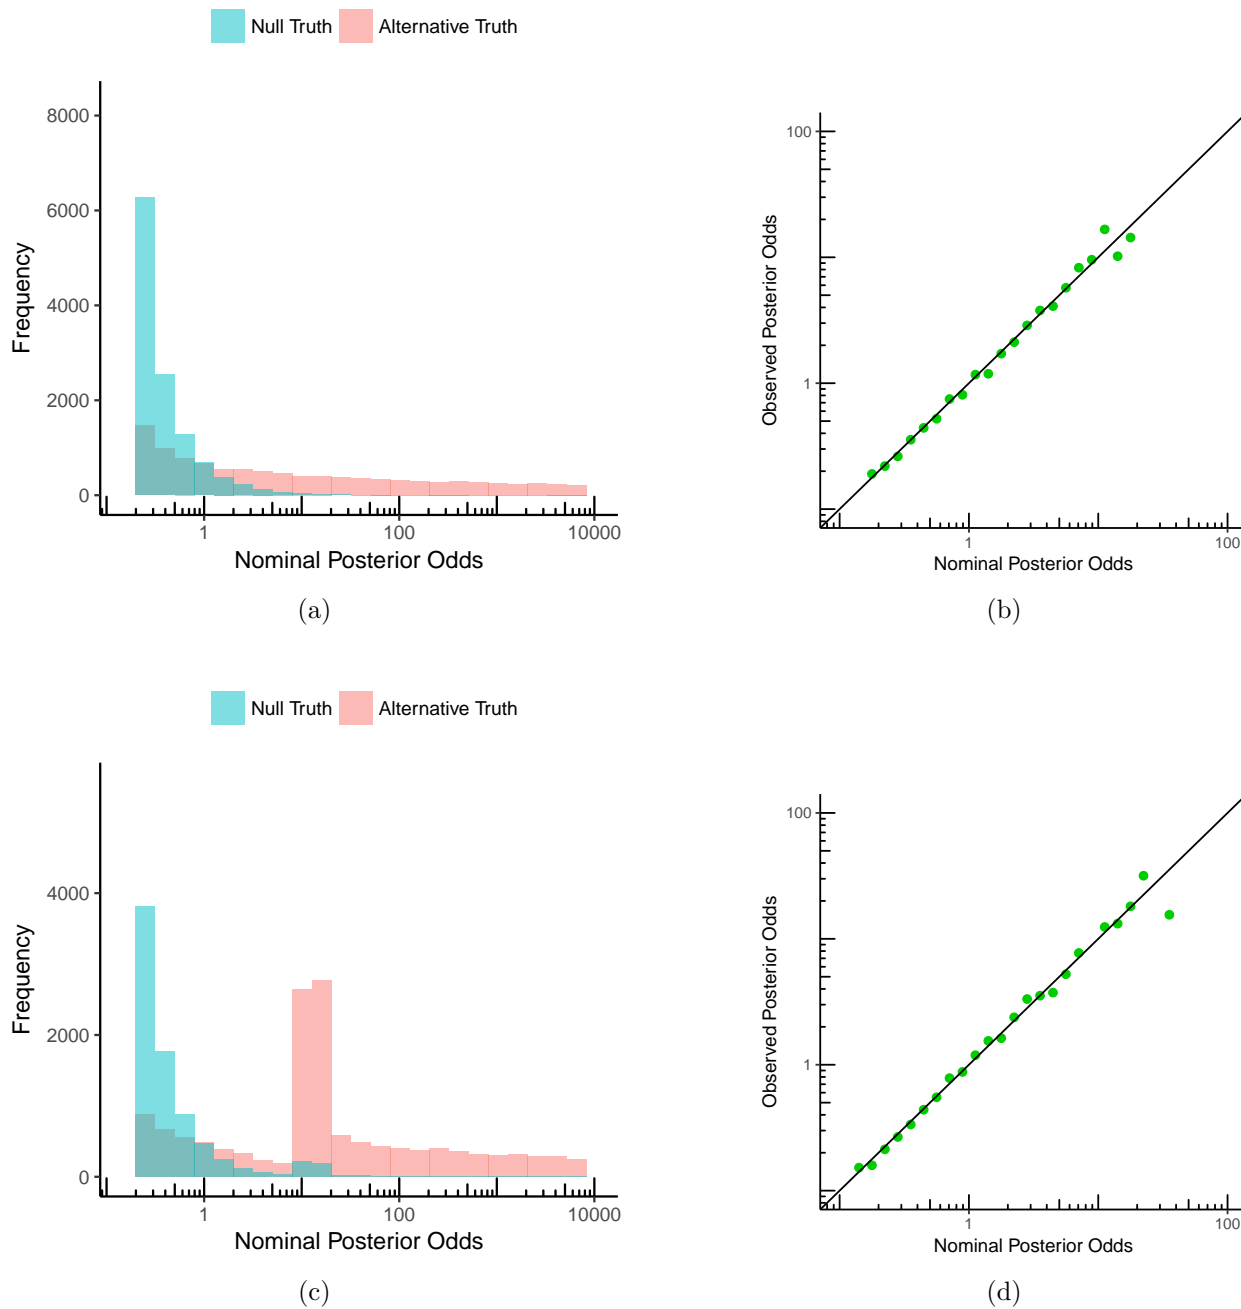 Null Truth Alternative Truth
8000
6000
4000
2000
0
Frequency
1 100 10000
Nominal Posterior Odds
(a)
100
1
Observed Posterior Odds
1 100
Nominal Posterior Odds
(b)
Null Truth Alternative Truth
4000
2000
0
Frequency
1 100 10000
Nominal Posterior Odds
(c)
100
1
Observed Posterior Odds
1 100
Nominal Posterior Odds
(d)